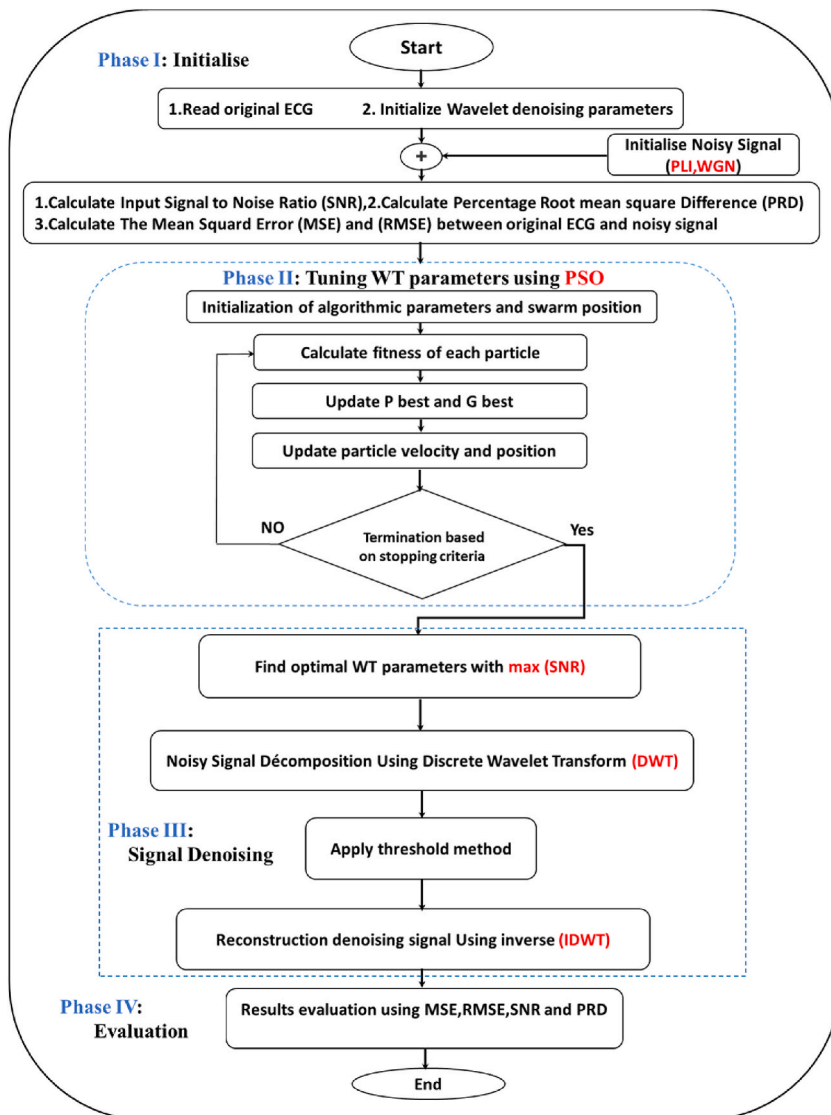 Start
Phase I: Initialise
1.Read original ECG 2. Initialize Wavelet denoising parameters
+
Initialise Noisy Signal
(PLI,WGN)
1.Calculate Input Signal to Noise Ratio (SNR),2.Calculate Percentage Root mean square Difference (PRD)
3.Calculate The Mean Squard Error (MSE) and (RMSE) between original ECG and noisy signal
Phase II: Tuning WT parameters using PSO
Initialization of algorithmic parameters and swarm position
Calculate fitness of each particle
Update P best and G best
Update particle velocity and position
NO
Termination based
on stopping criteria
Yes
Find optimal WT parameters with max (SNR)
Noisy Signal Décomposition Using Discrete Wavelet Transform (DWT)
Phase III:
Signal Denoising
Apply threshold method
Reconstruction denoising signal Using inverse (IDWT)
Phase IV:
Evaluation
Results evaluation using MSE,RMSE,SNR and PRD
End